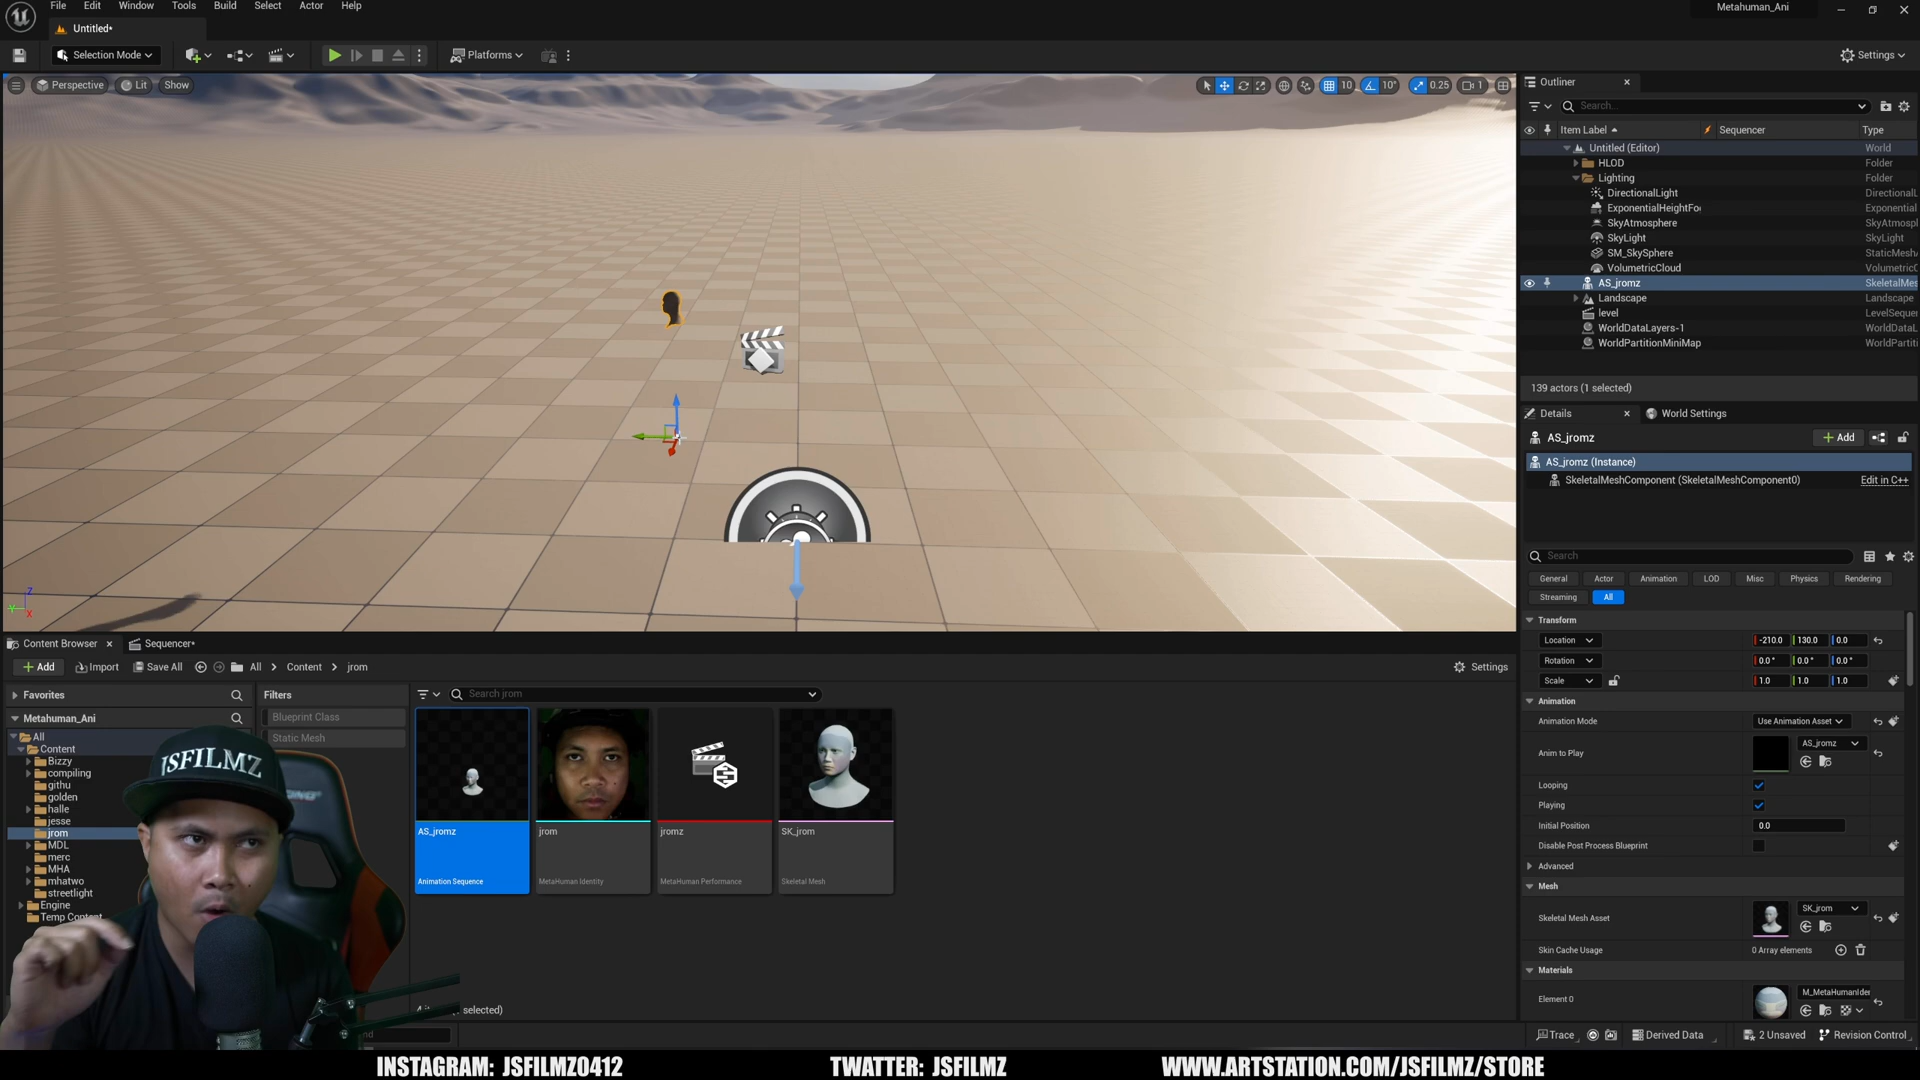 File Edit Window Tools Build Select Actor Help
Metahuman_Ani
Untitled*
Selection Mode
Platforms
Settings
Perspective Lit Show
10 10° 0.25 1
Outliner
Search...
Item Label Sequencer Type
Untitled (Editor) World
HLOD Folder
Lighting Folder
DirectionalLight DirectionalL
ExponentialHeightFo Exponential
SkyAtmosphere SkyAtmosp
SkyLight SkyLight
SM_SkySphere StaticMesh
VolumetricCloud VolumetricC
AS_jromz SkeletalMes
Landscape Landscape
level LevelSeque
WorldDataLayers-1 WorldData
WorldPartitionMiniMap WorldPartiti
139 actors (1 selected)
Details World Settings
AS_jromz Add
AS_jromz (Instance)
SkeletalMeshComponent (SkeletalMeshComponent0) Edit in C++
Search
General Actor Animation LOD Misc Physics Rendering
Streaming All
Transform
Location -210.0 130.0 0.0
Rotation 0.0° 0.0° 0.0°
Scale 1.0 1.0 1.0
Animation
Animation Mode Use Animation Asset
Anim to Play AS_jromz
Looping
Playing
Initial Position 0.0
Disable Post Process Blueprint
Advanced
Mesh
Skeletal Mesh Asset SK_jrom
Skin Cache Usage 0 Array elements
Materials
Element 0 M_MetaHumanIden
Z
Y
X
Content Browser Sequencer*
Add Import Save All All Content jrom Settings
Favorites
Filters
Search jrom
Metahuman_Ani
Blueprint Class
Static Mesh
All
Content
Bizzy
compiling
githu
golden
halle
jesse
jrom
MDL
merc
MHA
mhatwo
streetlight
Engine
Temp Content
AS_jromz
Animation Sequence
jrom
MetaHuman Identity
jromz
MetaHuman Performance
SK_jrom
Skeletal Mesh
selected)
JSFILMZ
Trace Derived Data 2 Unsaved Revision Control
INSTAGRAM: JSFILMZ0412 TWATTER: JSFILMZ WWW.ARTSTATION.COM/JSFILMZ/STORE